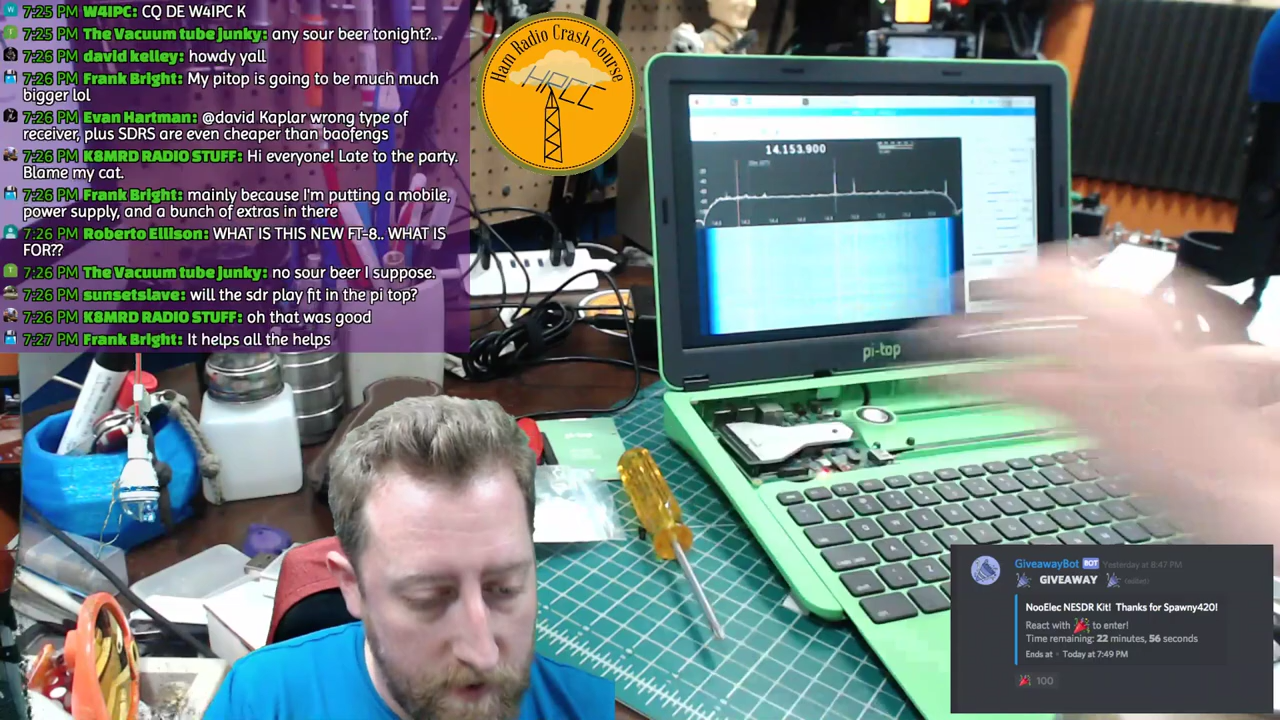 7:25 PM W4IPC: CQ DE W4IPC K
7:25 PM The Vacuum tube junky: any sour beer tonight?..
7:26 PM david kelley: howdy yall
7:26 PM Frank Bright: My pitop is going to be much much
bigger lol
7:26 PM Evan Hartman: @david Kaplar wrong type of
receiver, plus SDRS are even cheaper than baofengs
7:26 PM K8MRD RADIO STUFF: Hi everyone! Late to the party.
Blame my cat.
7:26 PM Frank Bright: mainly because I'm putting a mobile,
power supply, and a bunch of extras in there
7:26 PM Roberto Ellison: WHAT IS THIS NEW FT-8.. WHAT IS
FOR??
7:26 PM The Vacuum tube junky: no sour beer I suppose.
7:26 PM sunsetslave: will the sdr play fit in the pi top?
7:26 PM K8MRD RADIO STUFF: oh that was good
7:27 PM Frank Bright: It helps all the helps
Ham Radio Crash Course
HRCC
14.153.900
pi-top
GiveawayBot BOT Yesterday at 8:47 PM
GIVEAWAY
NooElec NESDR Kit! Thanks for Spawny420!
React with to enter!
Time remaining: 22 minutes, 56 seconds
Ends at · Today at 7:49 PM
100